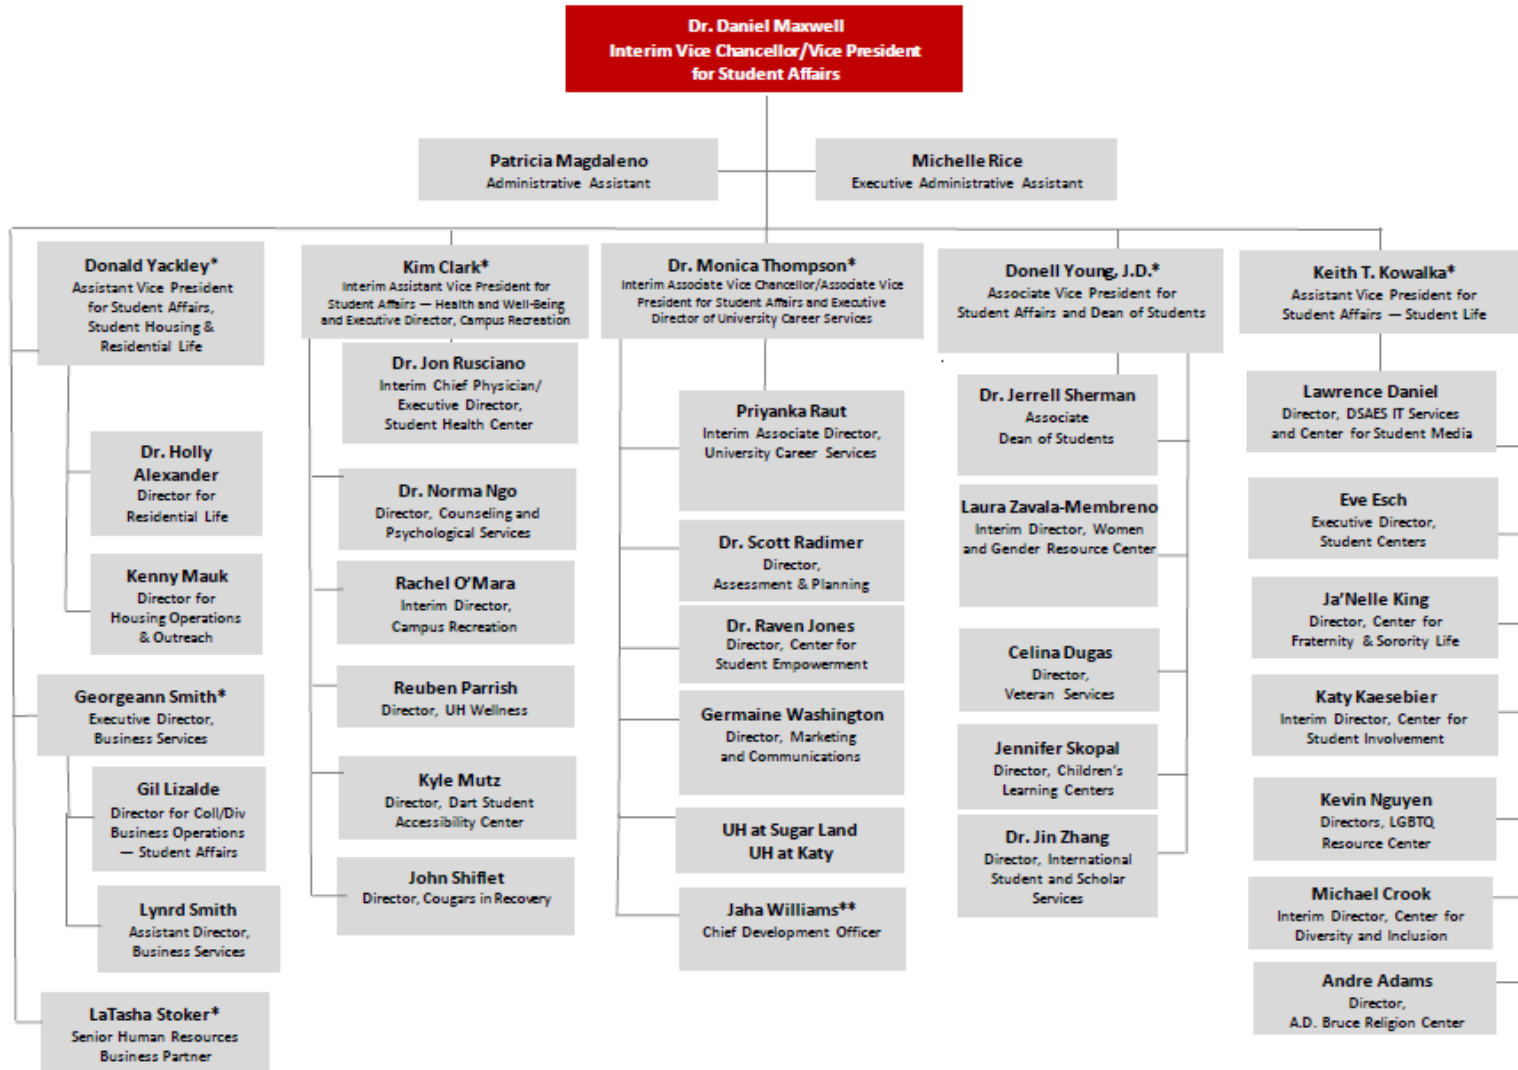 Dr. Daniel Maxwell
Interim Vice Chancellor/Vice President
for Student Affairs
Patricia Magdaleno
Administrative Assistant
Michelle Rice
Executive Administrative Assistant
Donald Yackley*
Assistant Vice President
for Student Affairs,
Student Housing &
Residential Life
Dr. Holly
Alexander
Director for
Residential Life
Kenny Mauk
Director for
Housing Operations
& Outreach
Georgeann Smith*
Executive Director,
Business Services
Gil Lizalde
Director for Coll/Div
Business Operations
— Student Affairs
Lynrd Smith
Assistant Director,
Business Services
LaTasha Stoker*
Senior Human Resources
Business Partner
Kim Clark*
Interim Assistant Vice President for
Student Affairs — Health and Well-Being
and Executive Director, Campus Recreation
Dr. Jon Rusciano
Interim Chief Physician/
Executive Director,
Student Health Center
Dr. Norma Ngo
Director, Counseling and
Psychological Services
Rachel O’Mara
Interim Director,
Campus Recreation
Reuben Parrish
Director, UH Wellness
Kyle Mutz
Director, Dart Student
Accessibility Center
John Shiflet
Director, Cougars in Recovery
Dr. Monica Thompson*
Interim Associate Vice Chancellor/Associate Vice
President for Student Affairs and Executive
Director of University Career Services
Priyanka Raut
Interim Associate Director,
University Career Services
Dr. Scott Radimer
Director,
Assessment & Planning
Dr. Raven Jones
Director, Center for
Student Empowerment
Germaine Washington
Director, Marketing
and Communications
UH at Sugar Land
UH at Katy
Jaha Williams**
Chief Development Officer
Donell Young, J.D.*
Associate Vice President for
Student Affairs and Dean of Students
Dr. Jerrell Sherman
Associate
Dean of Students
Laura Zavala-Membreno
Interim Director, Women
and Gender Resource Center
Celina Dugas
Director,
Veteran Services
Jennifer Skopal
Director, Children’s
Learning Centers
Dr. Jin Zhang
Director, International
Student and Scholar
Services
Keith T. Kowalka*
Assistant Vice President for
Student Affairs — Student Life
Lawrence Daniel
Director, DSAES IT Services
and Center for Student Media
Eve Esch
Executive Director,
Student Centers
Ja’Nelle King
Director, Center for
Fraternity & Sorority Life
Katy Kaesebier
Interim Director, Center for
Student Involvement
Kevin Nguyen
Directors, LGBTQ
Resource Center
Michael Crook
Interim Director, Center for
Diversity and Inclusion
Andre Adams
Director,
A.D. Bruce Religion Center